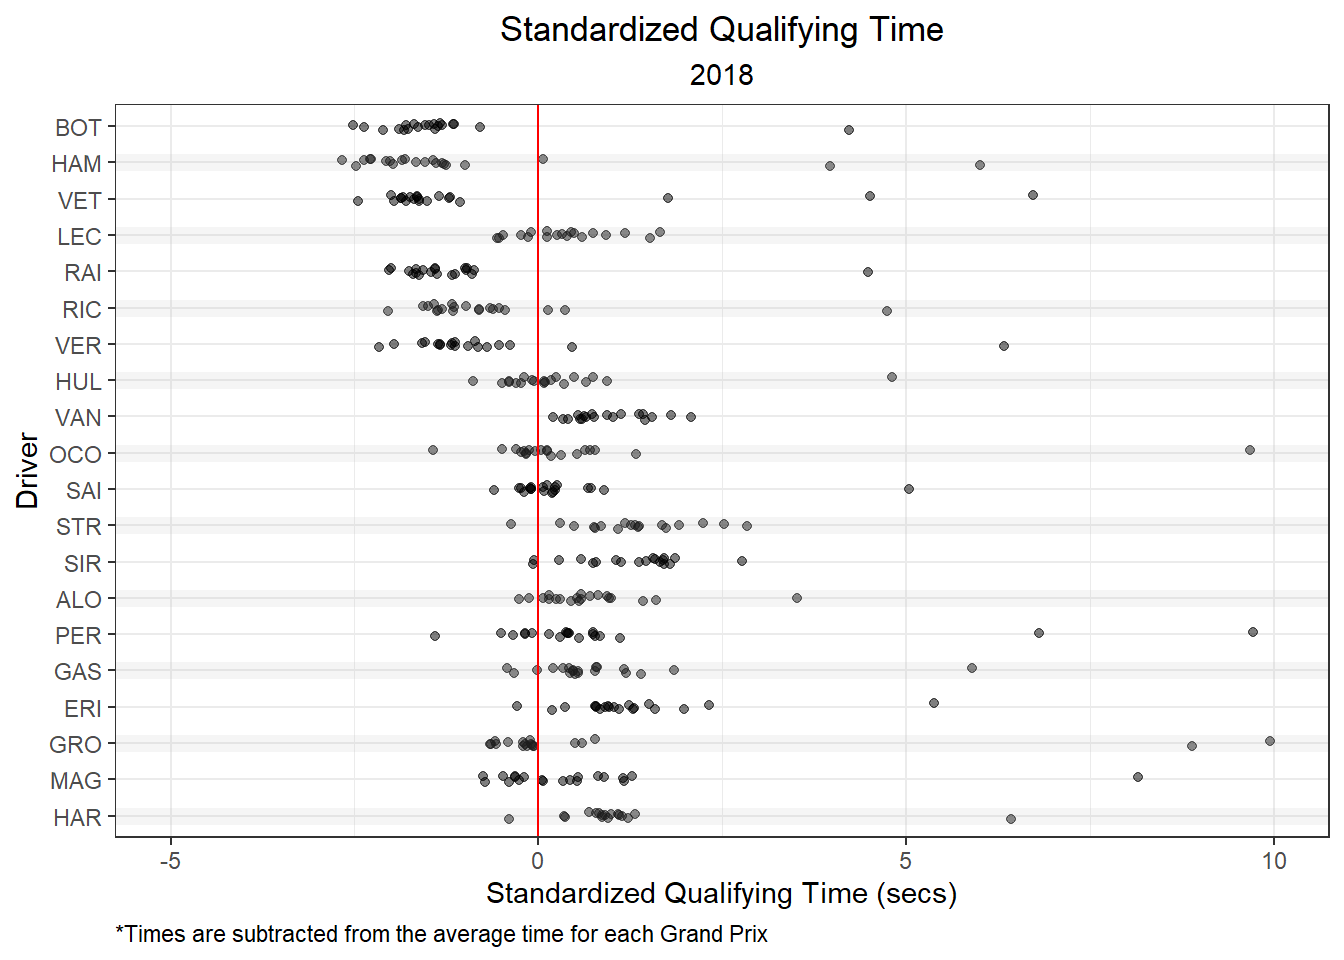 Standardized Qualifying Time
2018
BOT
HAM
VET
LEC
RAI
RIC
VER
HUL
VAN
OCO
SAI
STR
SIR
ALO
PER
GAS
ERI
GRO
MAG
HAR
Driver
-5 0 5 10
Standardized Qualifying Time (secs)
*Times are subtracted from the average time for each Grand Prix